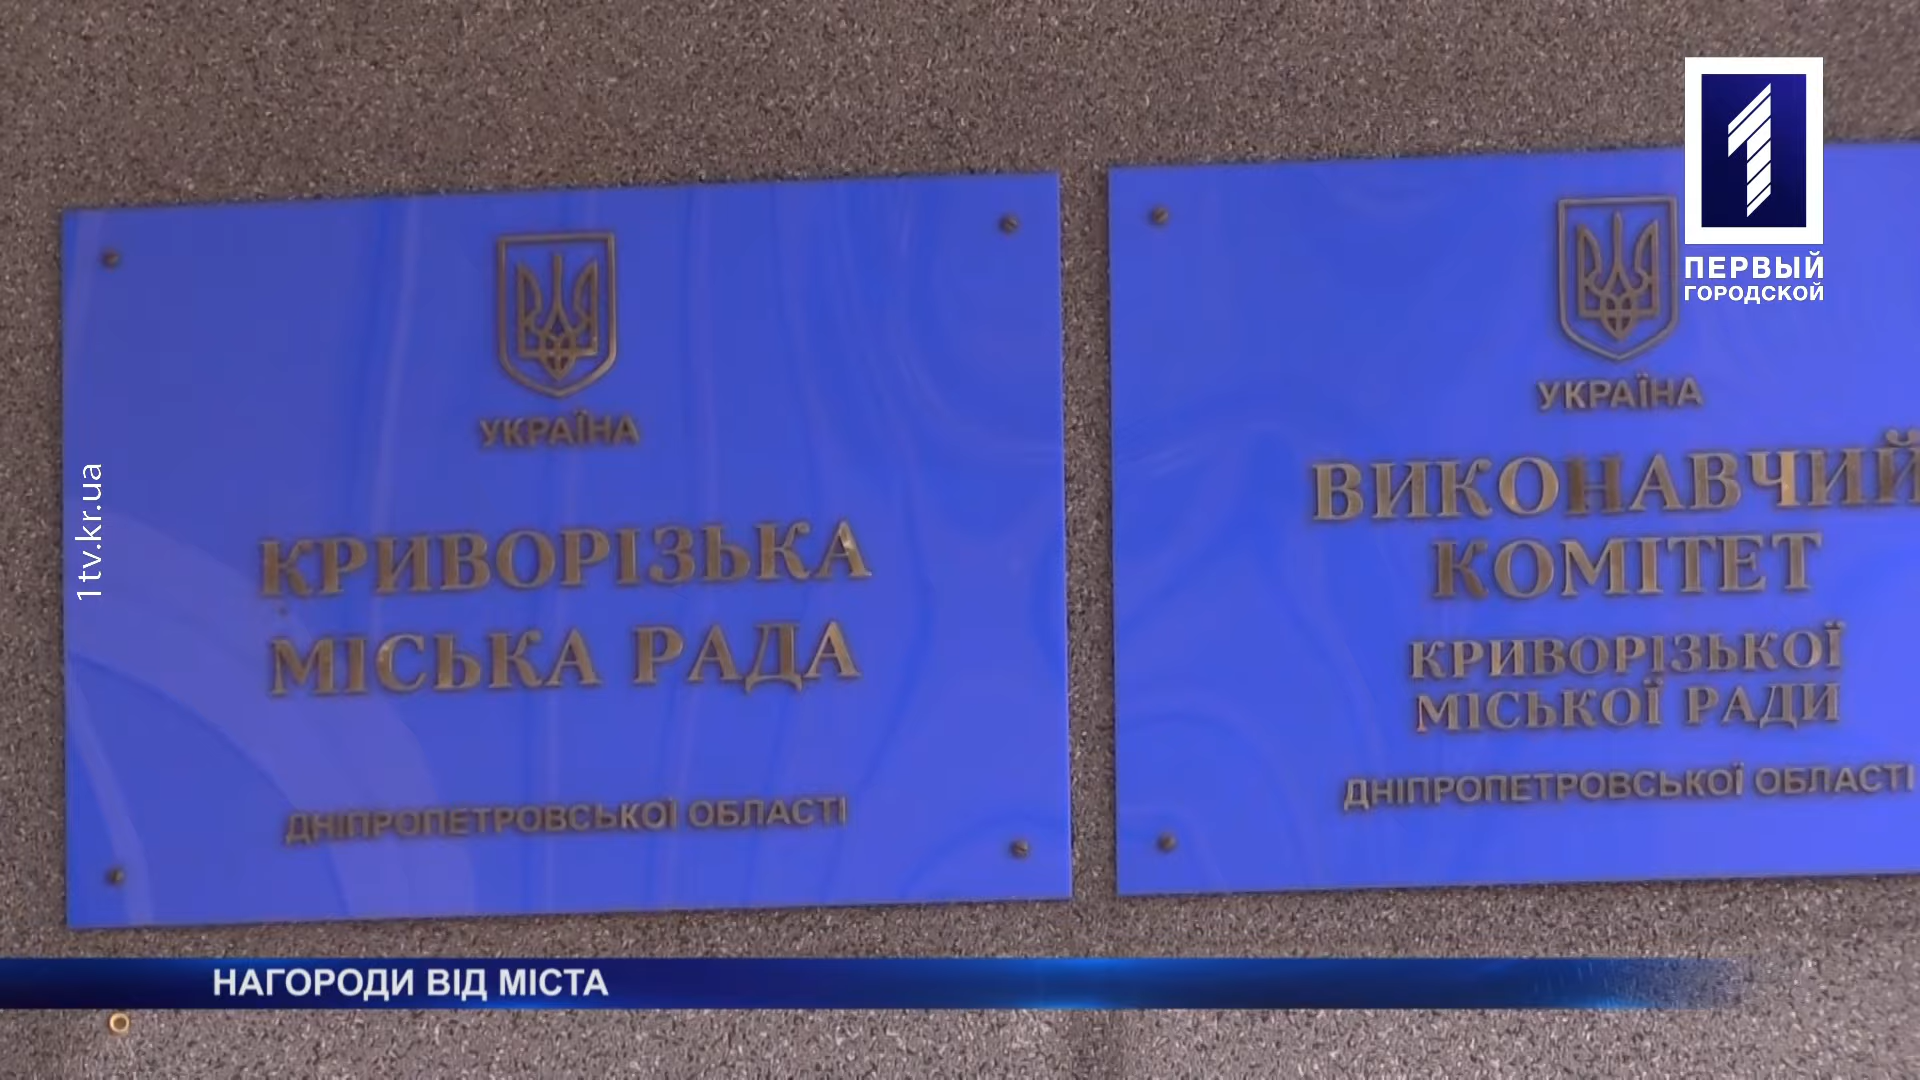 УКРАЇНА
КРИВОРІЗЬКА
МІСЬКА РАДА
ДНІПРОПЕТРОВСЬКОЇ ОБЛАСТІ
УКРАЇНА
ВИКОНАВЧИЙ
КОМІТЕТ
КРИВОРІЗЬКОЇ
МІСЬКОЇ РАДИ
ДНІПРОПЕТРОВСЬКОЇ ОБЛАСТІ
1
ПЕРВЫЙ
ГОРОДСКОЙ
1tv.kr.ua
НАГОРОДИ ВІД МІСТА